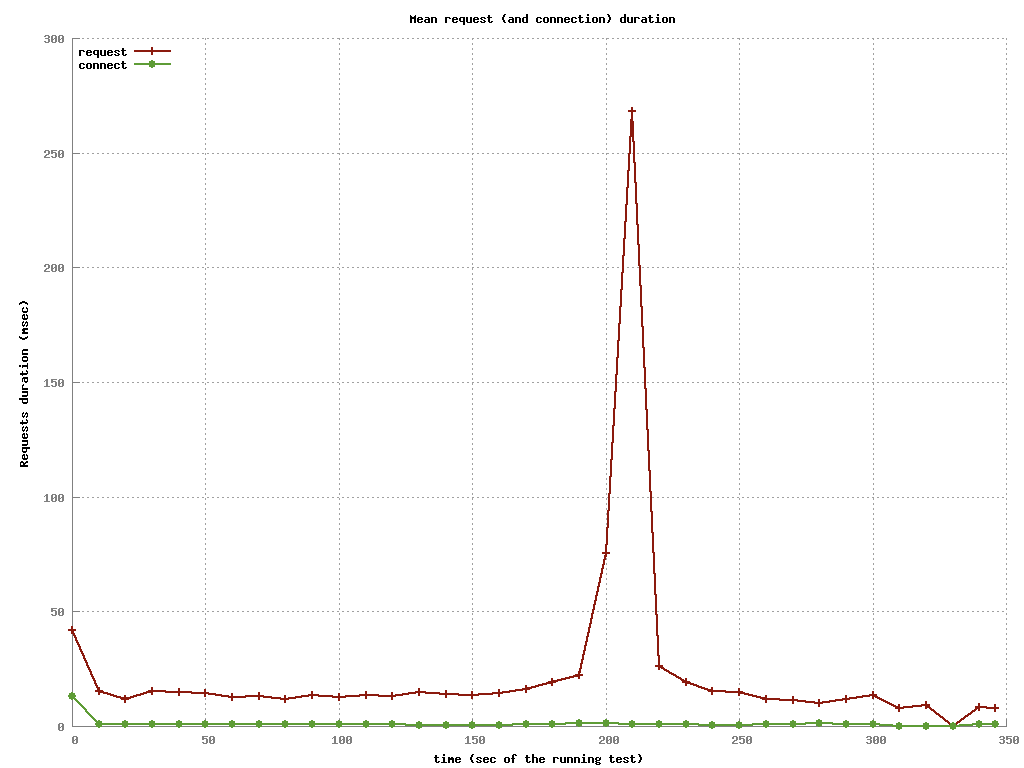 Mean request (and connection) duration
300
request
connect
250
200
150
100
50
0
Requests duration (msec)
0 50 100 150 200 250 300 350
time (sec of the running test)